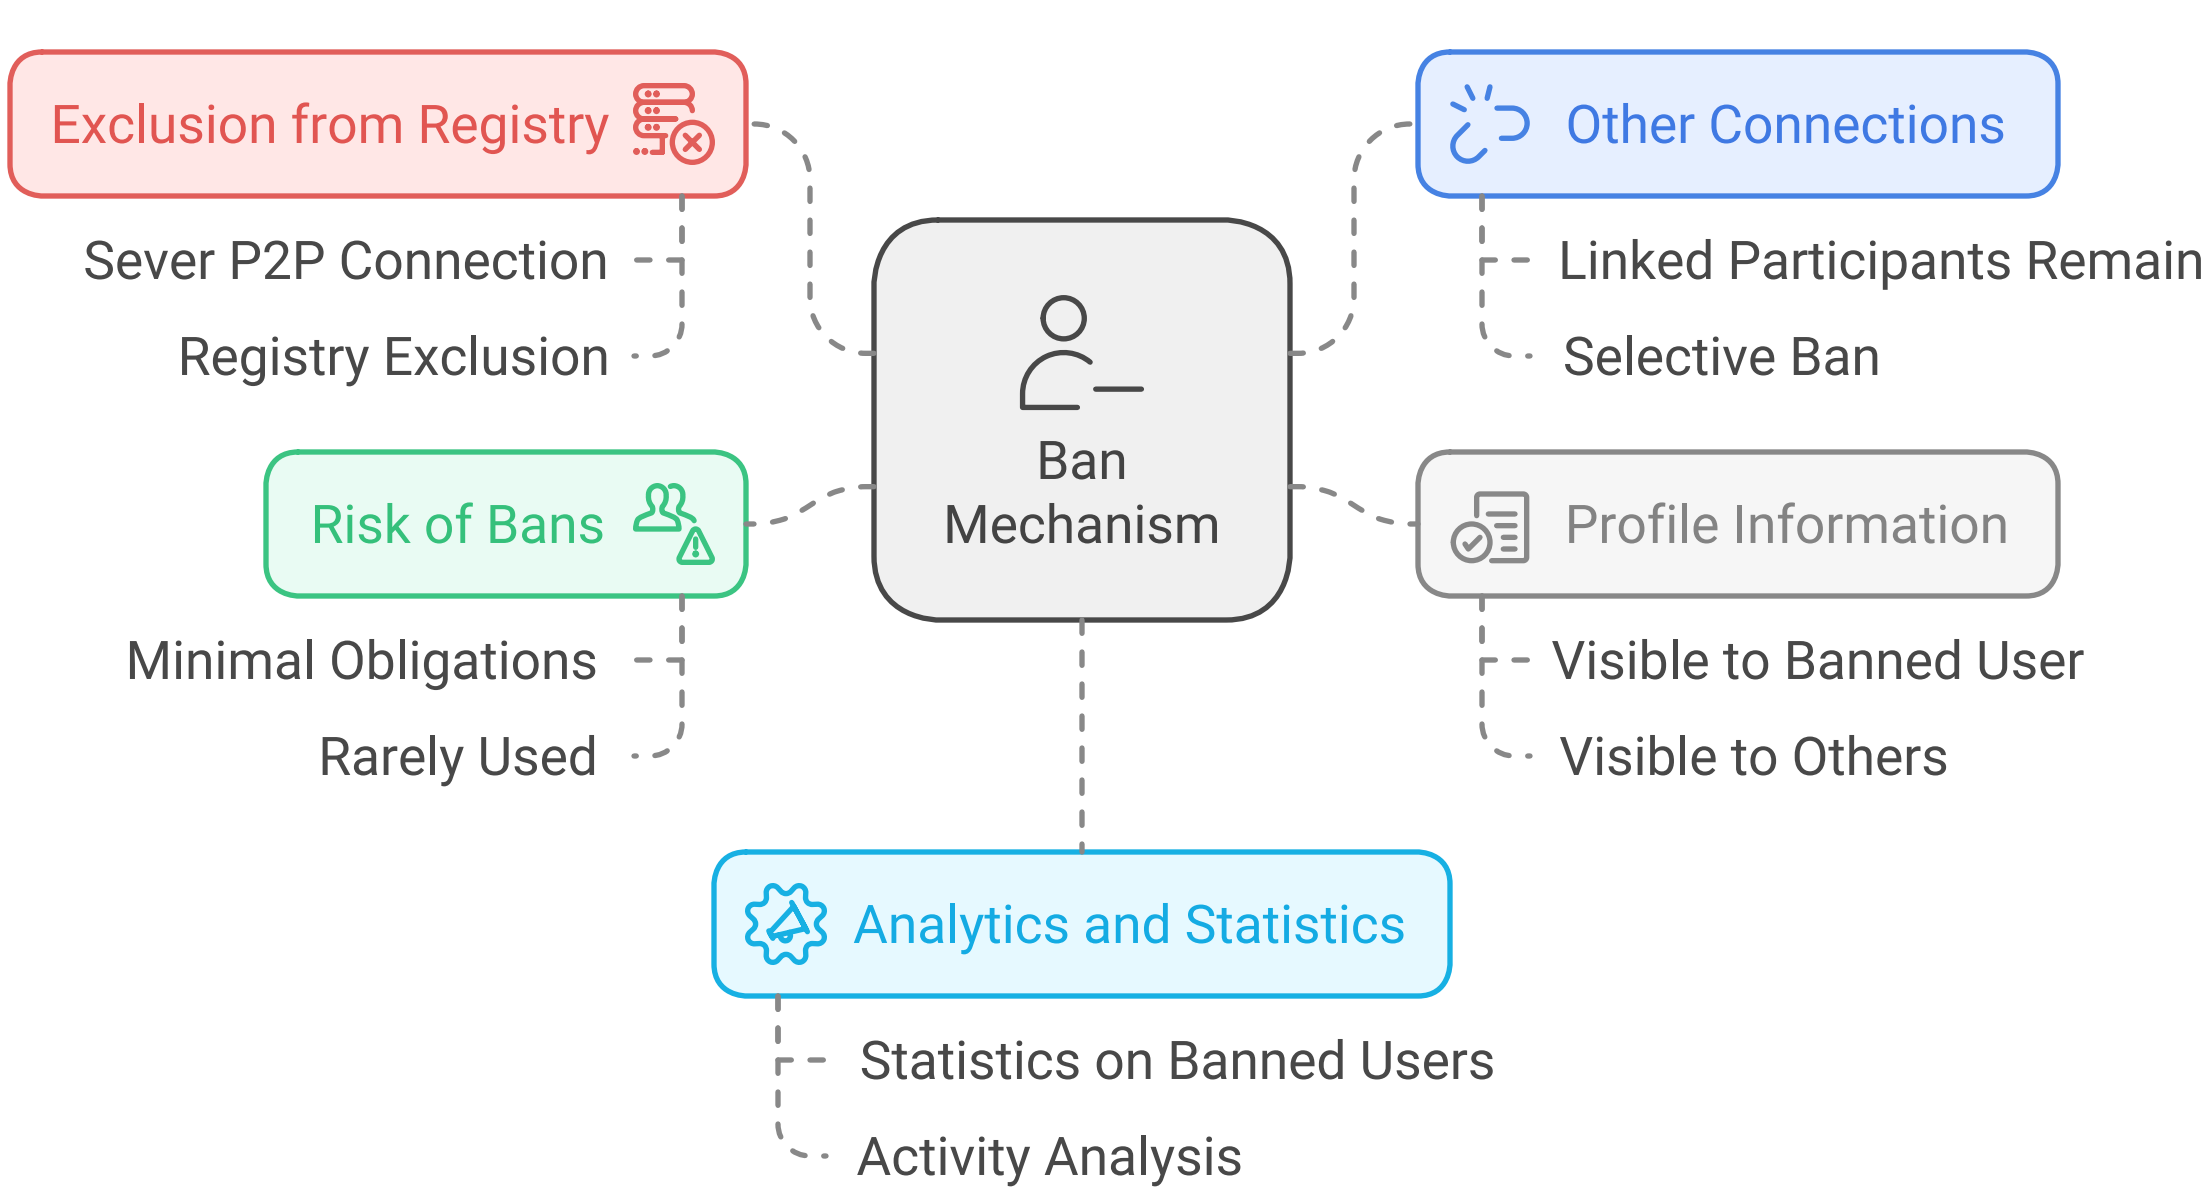 Exclusion from Registry
Sever P2P Connection
Registry Exclusion
Risk of Bans
Minimal Obligations
Rarely Used
Ban
Mechanism
Other Connections
Linked Participants Remain
Selective Ban
Profile Information
Visible to Banned User
Visible to Others
Analytics and Statistics
Statistics on Banned Users
Activity Analysis